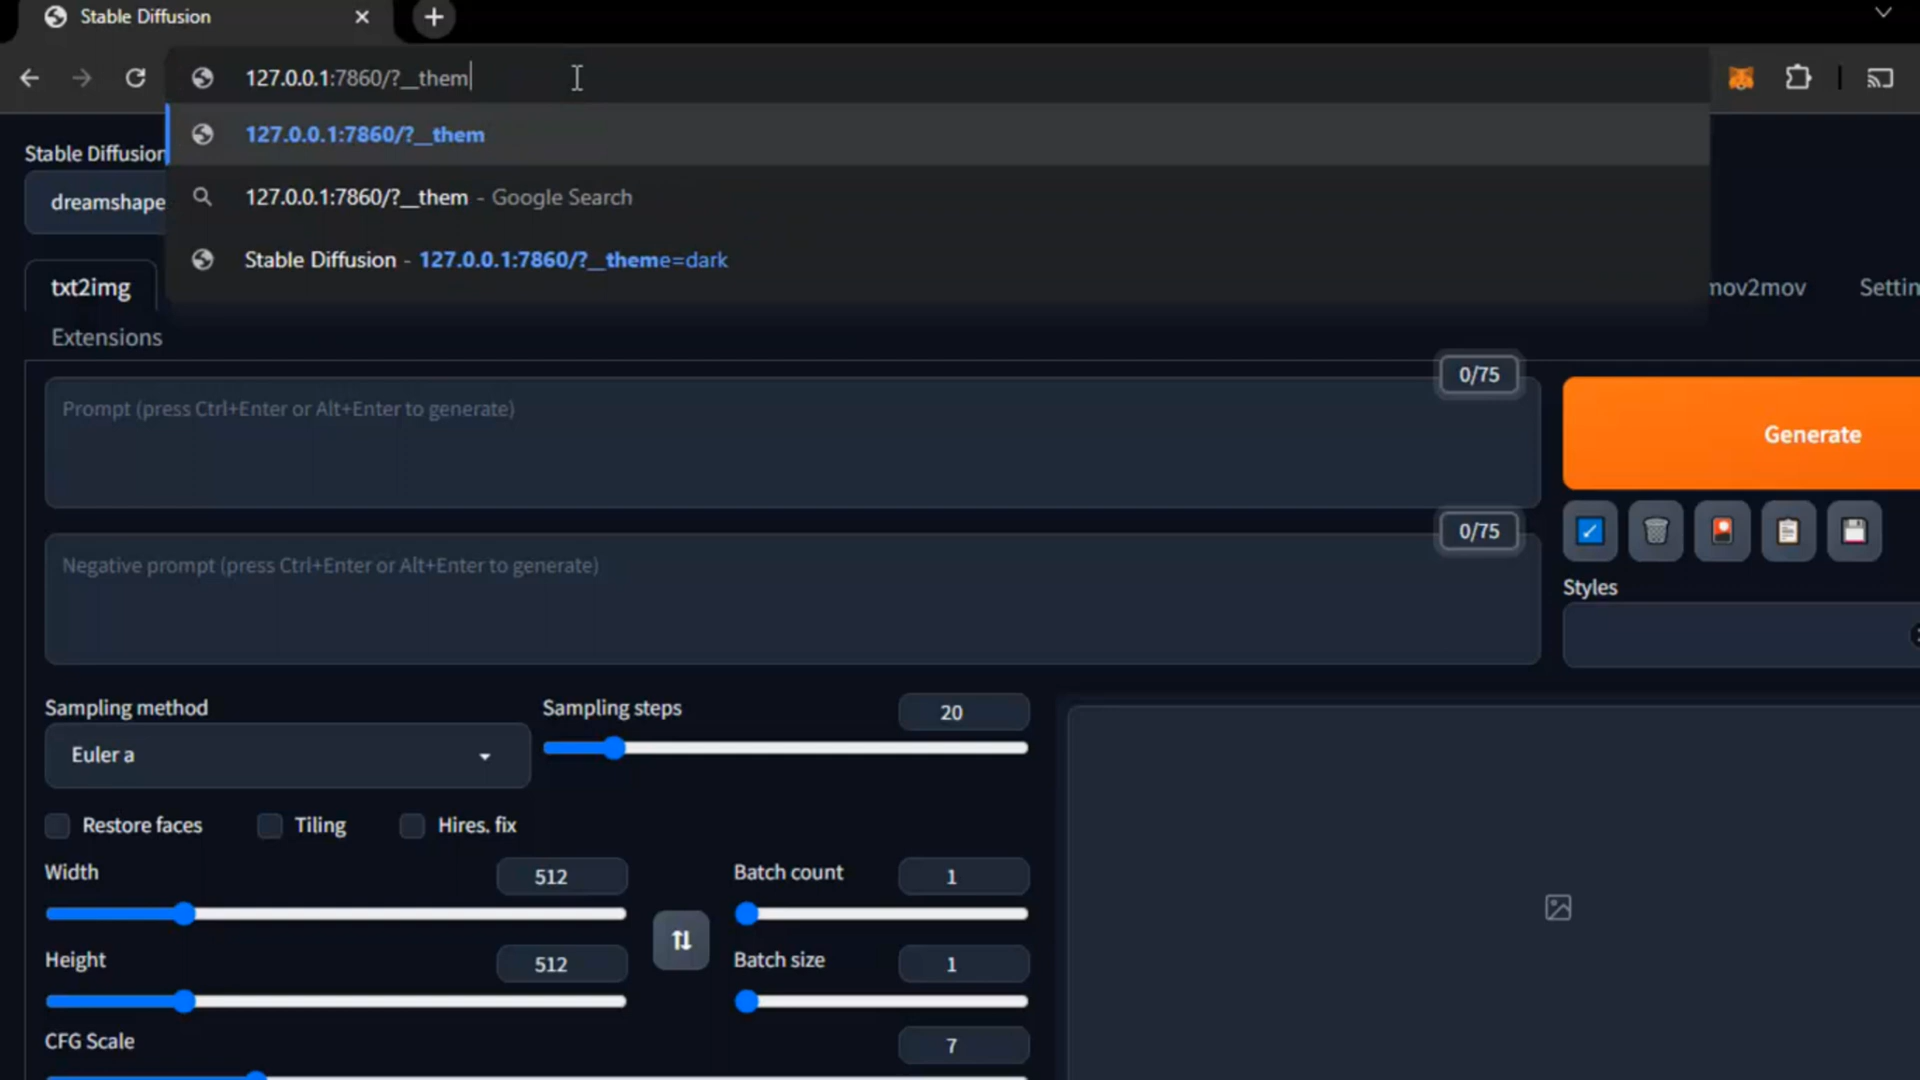 Stable Diffusion
127.0.0.1:7860/?__them
127.0.0.1:7860/?__them
127.0.0.1:7860/?__them - Google Search
Stable Diffusion - 127.0.0.1:7860/?__theme=dark
Stable Diffusion
dreamshape
txt2img
mov2mov
Settin
Extensions
0/75
Prompt (press Ctrl+Enter or Alt+Enter to generate)
Generate
0/75
Negative prompt (press Ctrl+Enter or Alt+Enter to generate)
Styles
Sampling method
Sampling steps
20
Euler a
Restore faces
Tiling
Hires. fix
Width
512
Batch count
1
Height
512
Batch size
1
CFG Scale
7